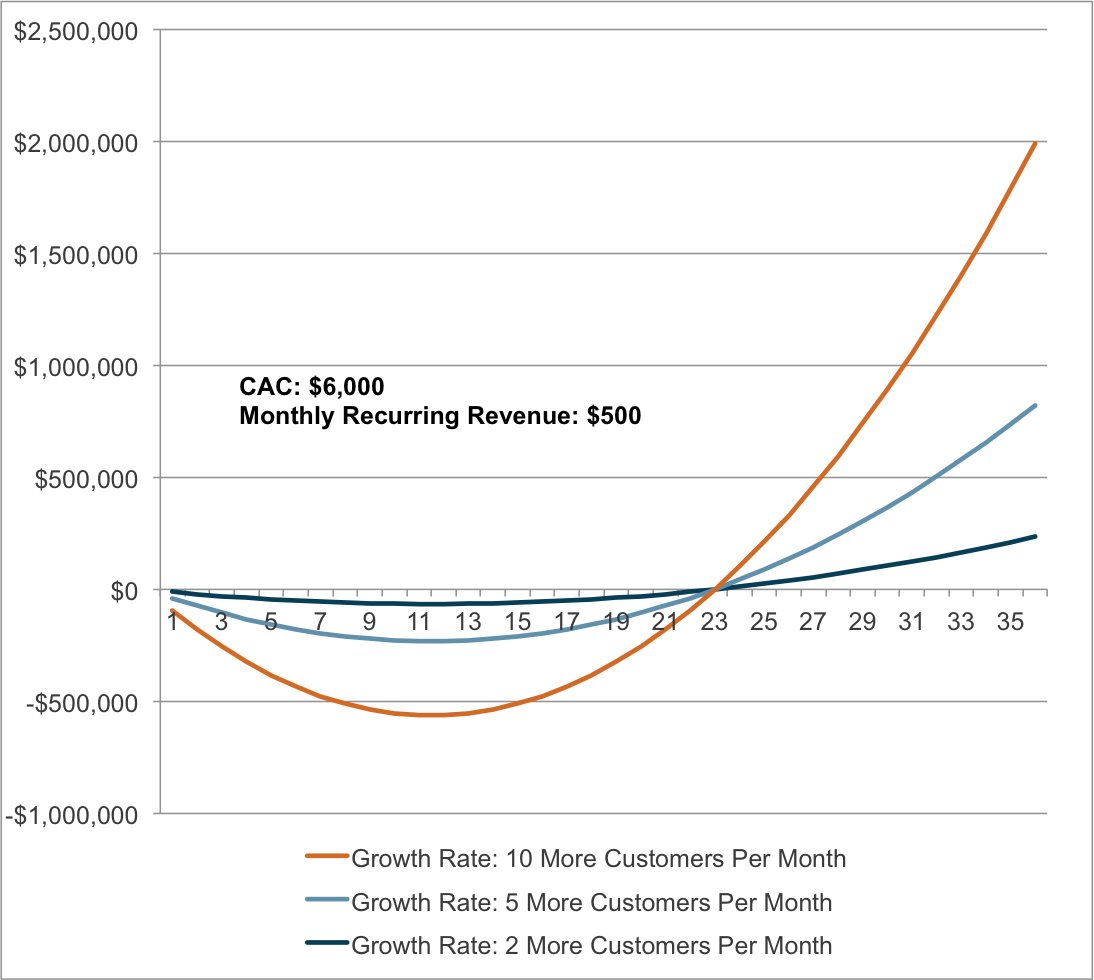 $2,500,000
$2,000,000
$1,500,000
$1,000,000
CAC: $6,000
Monthly Recurring Revenue: $500
$500,000
$0
1 3 5 7 9 11 13 15 17 19 21 23 25 27 29 31 33 35
-$500,000
-$1,000,000
Growth Rate: 10 More Customers Per Month
Growth Rate: 5 More Customers Per Month
Growth Rate: 2 More Customers Per Month